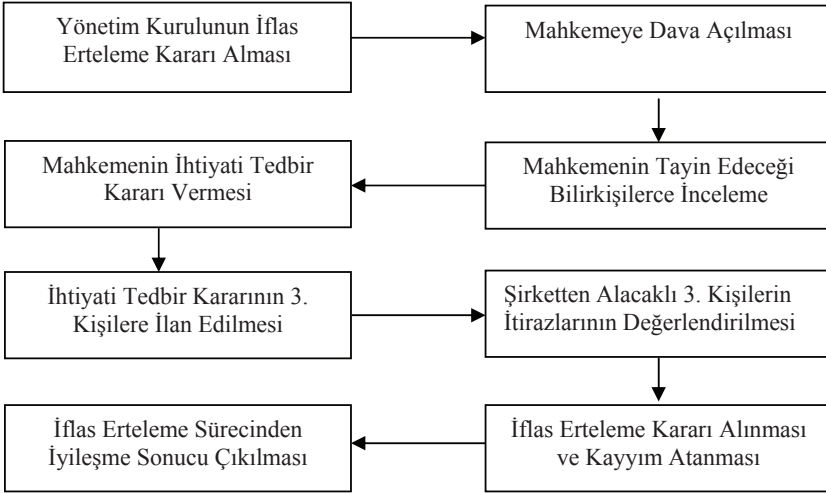 Yönetim Kurulunun İflas
Erteleme Kararı Alması
Mahkemeye Dava Açılması
Mahkemenin Tayin Edeceği
Bilirkişilerce İnceleme
Mahkemenin İhtiyati Tedbir
Kararı Vermesi
İhtiyati Tedbir Kararının 3.
Kişilere İlan Edilmesi
Şirketten Alacaklı 3. Kişilerin
İtirazlarının Değerlendirilmesi
İflas Erteleme Kararı Alınması
ve Kayyım Atanması
İflas Erteleme Sürecinden
İyileşme Sonucu Çıkılması